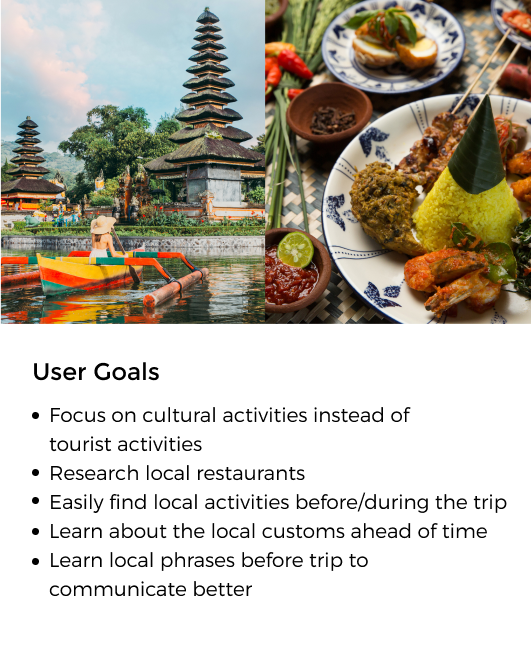 User Goals
• Focus on cultural activities instead of
tourist activities
• Research local restaurants
• Easily find local activities before/during the trip
• Learn about the local customs ahead of time
• Learn local phrases before trip to
communicate better